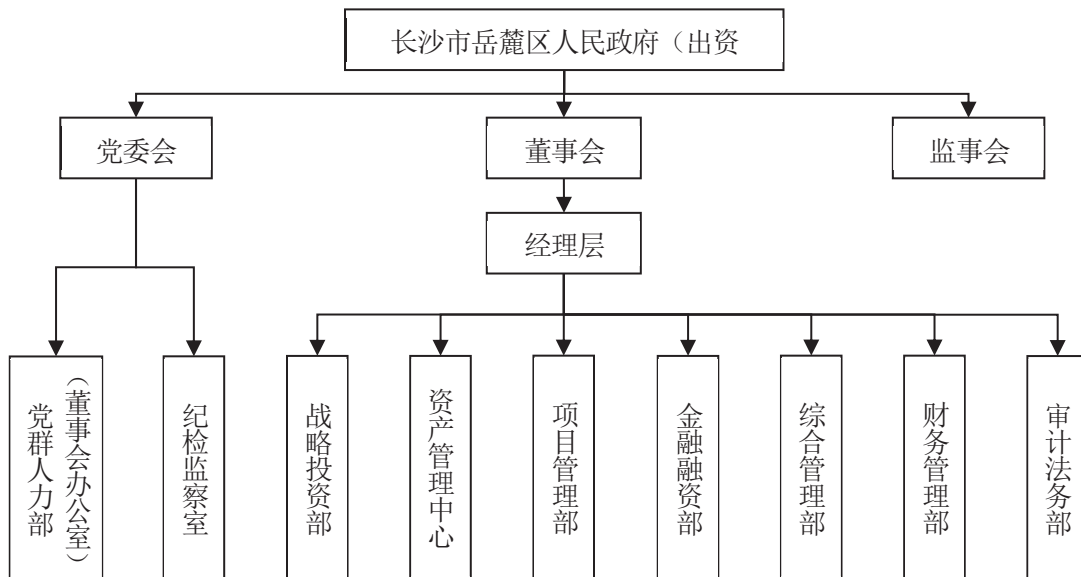 长沙市岳麓区人民政府（出资
党委会
董事会
监事会
经理层
党群人力部
（董事会办公室）
纪检监察室
战略投资部
资产管理中心
项目管理部
金融融资部
综合管理部
财务管理部
审计法务部